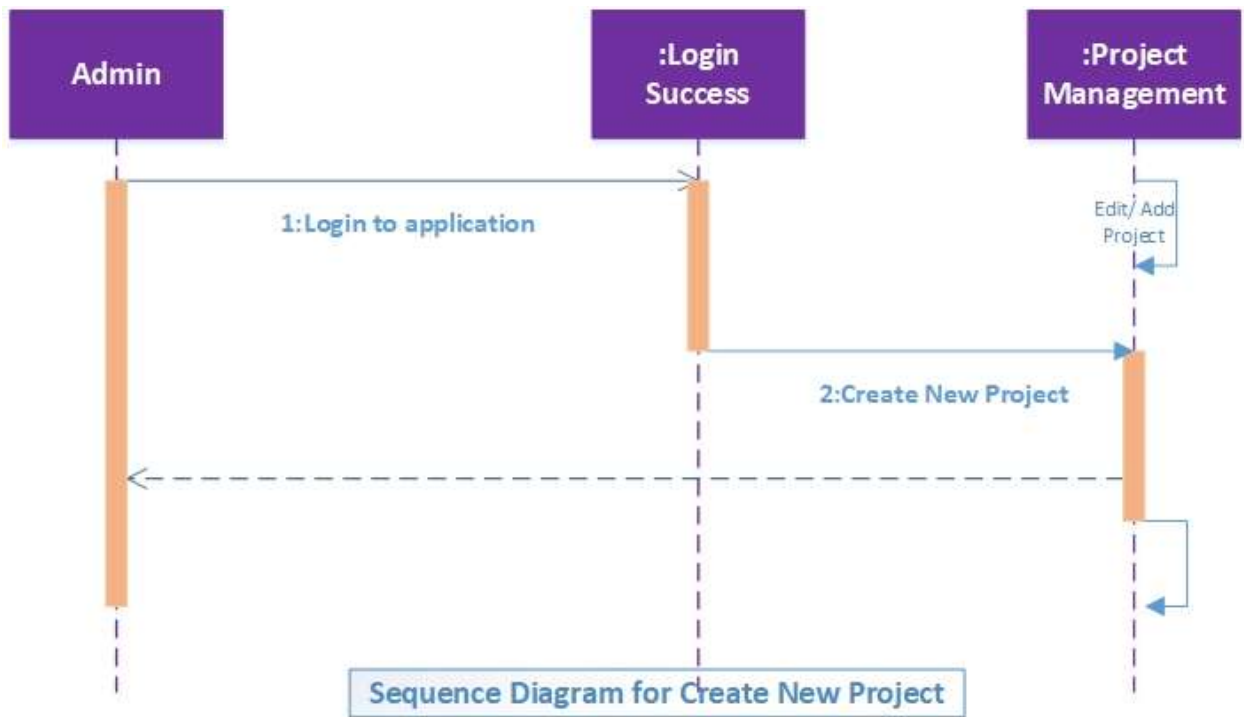 Admin
:Login
Success
:Project
Management
1:Login to application
Edit/ Add
Project
2:Create New Project
Sequence Diagram for Create New Project